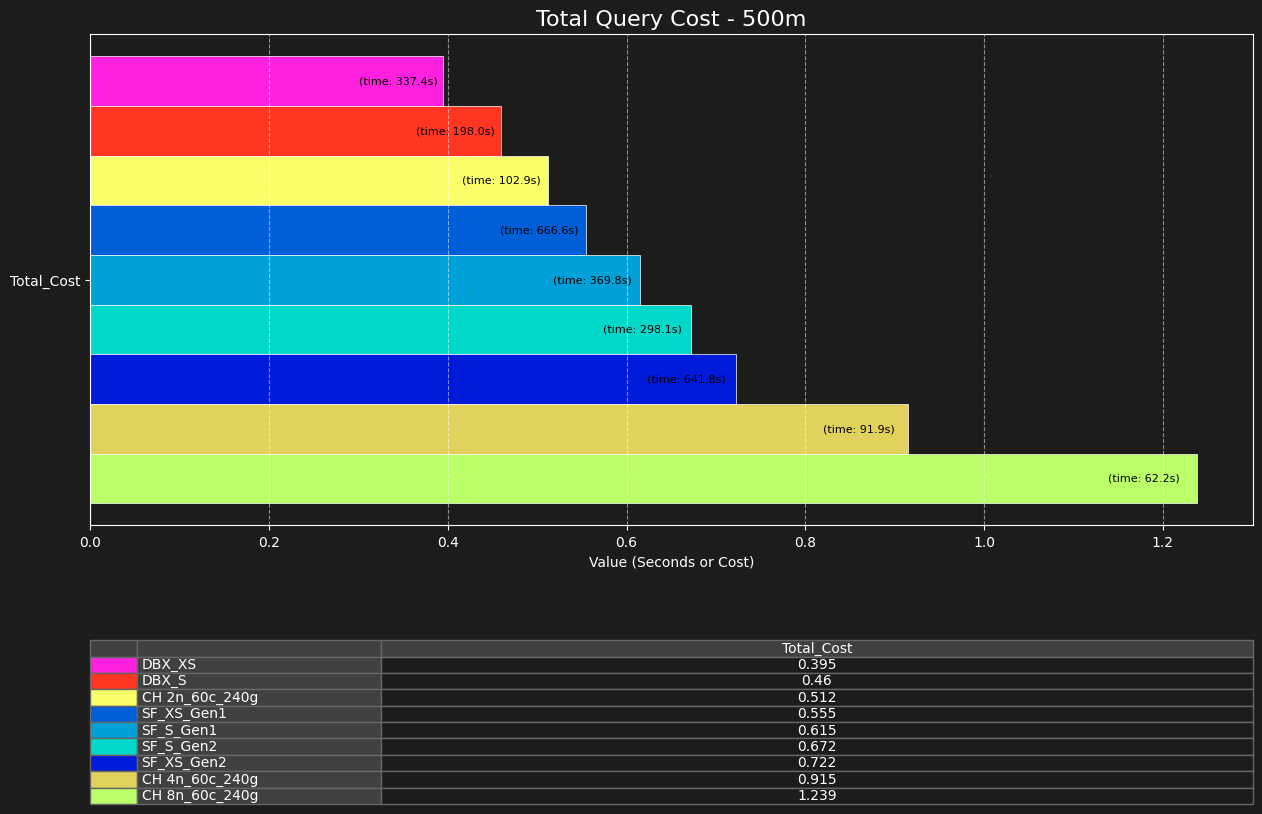 Total Query Cost - 500m
(time: 337.4s)
(time: 198.0s)
(time: 102.9s)
(time: 666.6s)
Total_Cost
(time: 369.8s)
(time: 298.1s)
(time: 641.8s)
(time: 91.9s)
(time: 62.2s)
0.0 0.2 0.4 0.6 0.8 1.0 1.2
Value (Seconds or Cost)
Total_Cost
DBX_XS 0.395
DBX_S 0.46
CH 2n_60c_240g 0.512
SF_XS_Gen1 0.555
SF_S_Gen1 0.615
SF_S_Gen2 0.672
SF_XS_Gen2 0.722
CH 4n_60c_240g 0.915
CH 8n_60c_240g 1.239